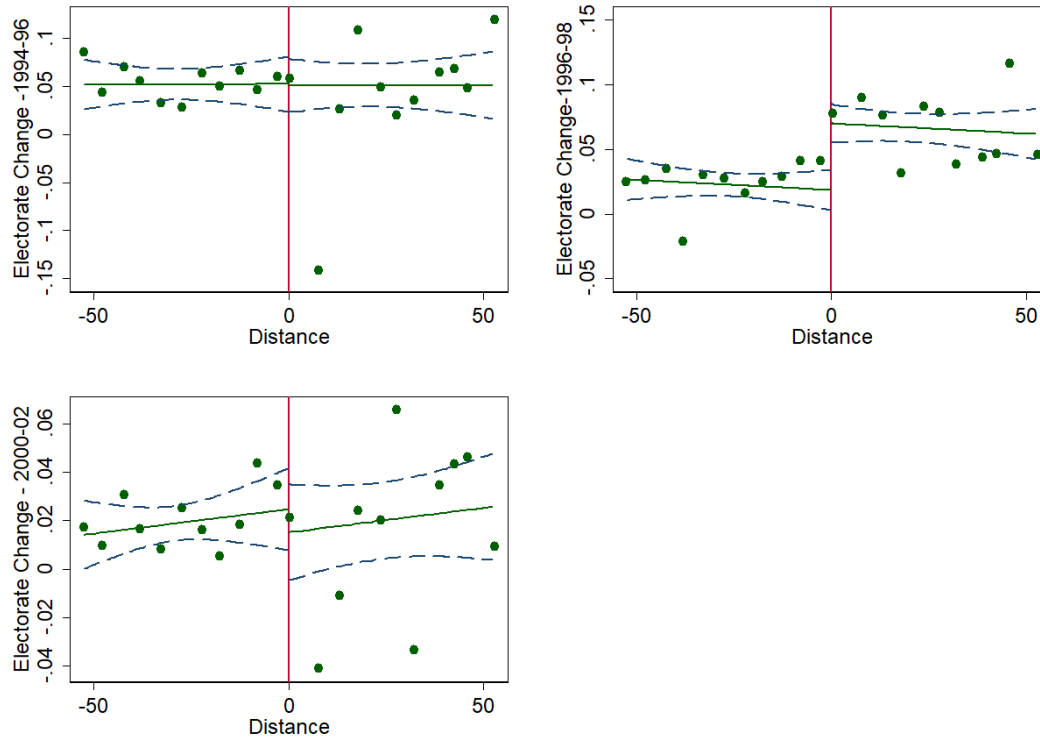 Electorate Change -1994-96
.1
.05
0
-.05
-.1
-.15
-50 0 50
Distance
Electorate Change-1996-98
.15
.1
.05
0
-.05
-50 0 50
Distance
Electorate Change - 2000-02
.06
.04
.02
0
-.02
-.04
-50 0 50
Distance